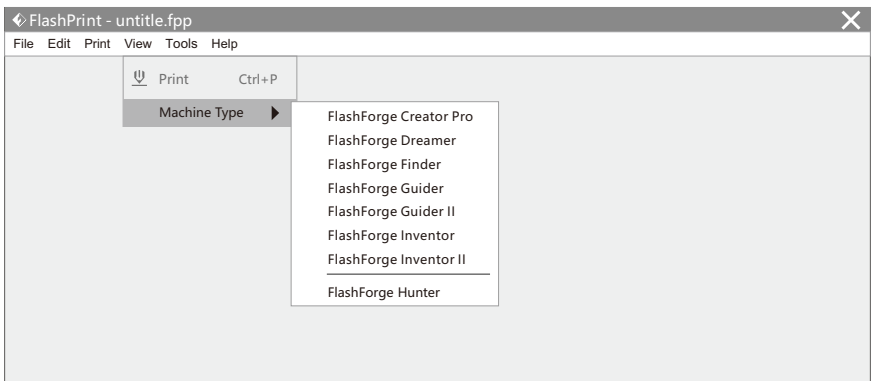 FlashPrint - untitle.fpp
File Edit Print View Tools Help
Print Ctrl+P
Machine Type
FlashForge Creator Pro
FlashForge Dreamer
FlashForge Finder
FlashForge Guider
FlashForge Guider II
FlashForge Inventor
FlashForge Inventor II
FlashForge Hunter